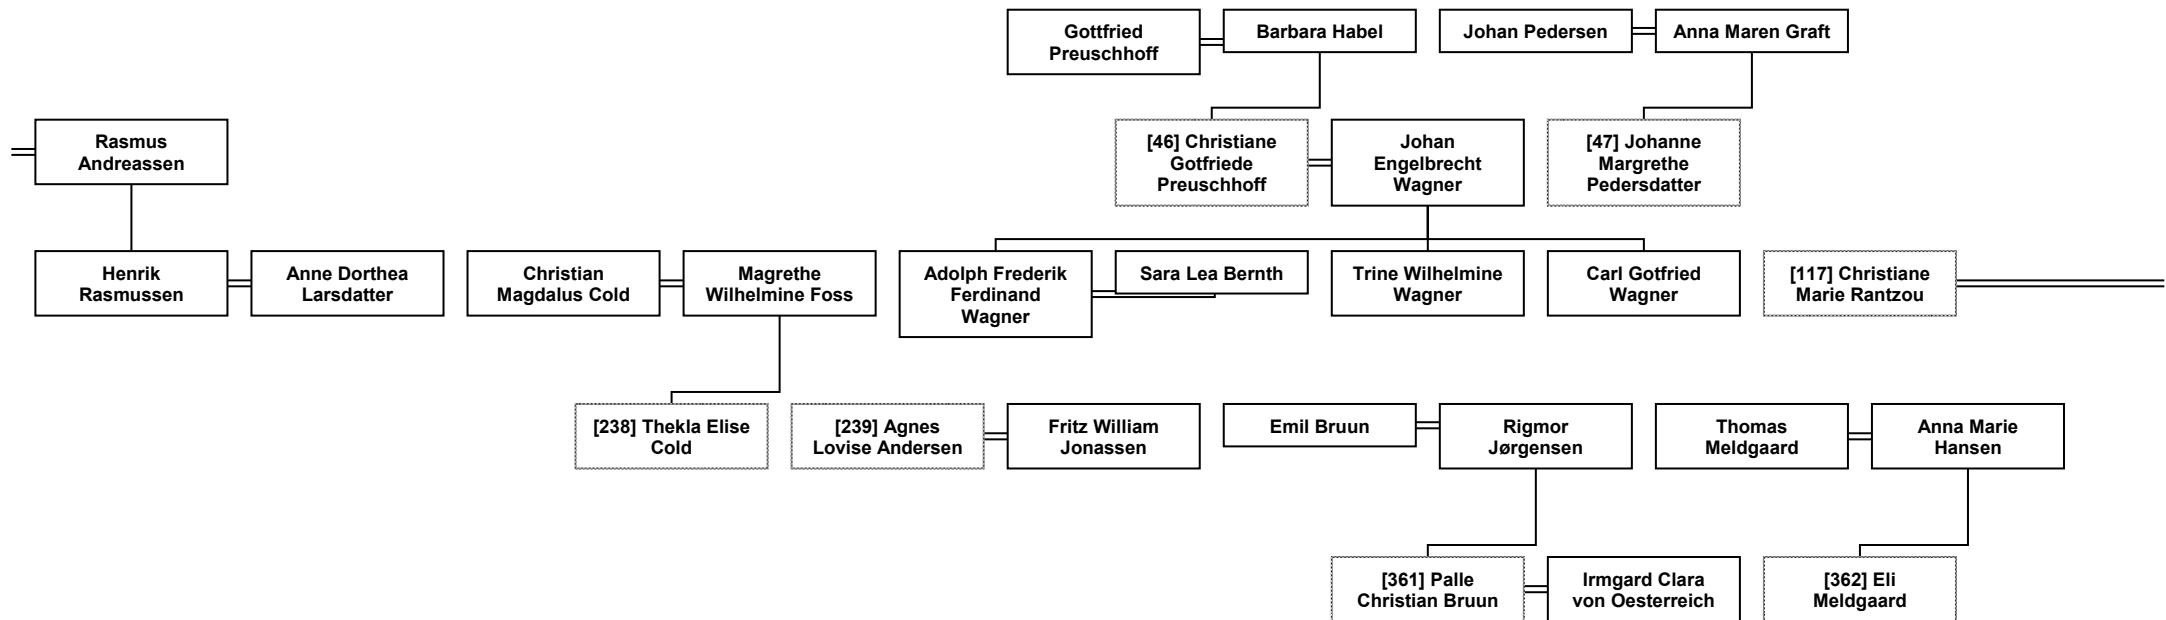 Gottfried
Preuschhoff
Barbara Habel
Johan Pedersen
Anna Maren Graft
Rasmus
Andreassen
[46] Christiane
Gotfriede
Preuschhoff
Johan
Engelbrecht
Wagner
[47] Johanne
Margrethe
Pedersdatter
Henrik
Rasmussen
Anne Dorthea
Larsdatter
Christian
Magdalus Cold
Magrethe
Wilhelmine Foss
Adolph Frederik
Ferdinand
Wagner
Sara Lea Bernth
Trine Wilhelmine
Wagner
Carl Gotfried
Wagner
[117] Christiane
Marie Rantzou
[238] Thekla Elise
Cold
[239] Agnes
Lovise Andersen
Fritz William
Jonassen
Emil Bruun
Rigmor
Jørgensen
Thomas
Meldgaard
Anna Marie
Hansen
[361] Palle
Christian Bruun
Irmgard Clara
von Oesterreich
[362] Eli
Meldgaard